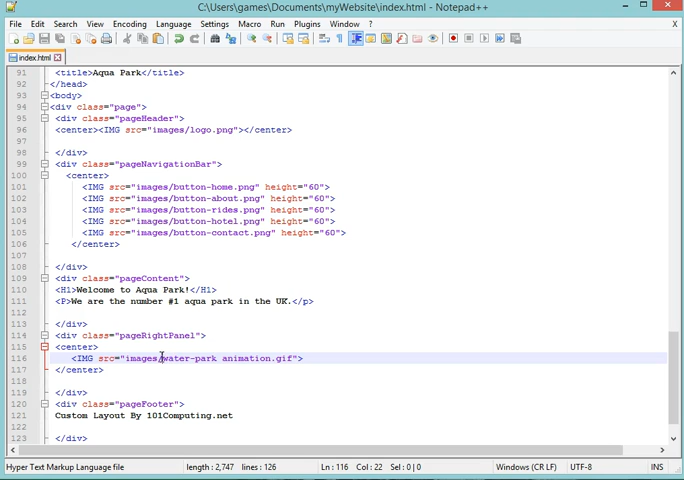 C:\Users\games\Documents\myWebsite\index.html - Notepad++
File Edit Search View Encoding Language Settings Macro Run Plugins Window ? X
index.html
91 <title>Aqua Park</title>
92 </head>
93 <body>
94 <div class="page">
95 <div class="pageHeader">
96 <center><IMG src="images/logo.png"></center>
97
98 </div>
99 <div class="pageNavigationBar">
100 <center>
101 <IMG src="images/button-home.png" height="60">
102 <IMG src="images/button-about.png" height="60">
103 <IMG src="images/button-rides.png" height="60">
104 <IMG src="images/button-hotel.png" height="60">
105 <IMG src="images/button-contact.png" height="60">
106 </center>
107
108 </div>
109 <div class="pageContent">
110 <H1>Welcome to Aqua Park!</H1>
111 <P>We are the number #1 aqua park in the UK.</p>
112
113 </div>
114 <div class="pageRightPanel">
115 <center>
116 <IMG src="images/water-park animation.gif">
117 </center>
118
119 </div>
120 <div class="pageFooter">
121 Custom Layout By 101Computing.net
122
123 </div>
Hyper Text Markup Language file length : 2,747 lines : 126 Ln : 116 Col : 22 Sel : 0 | 0 Windows (CR LF) UTF-8 INS